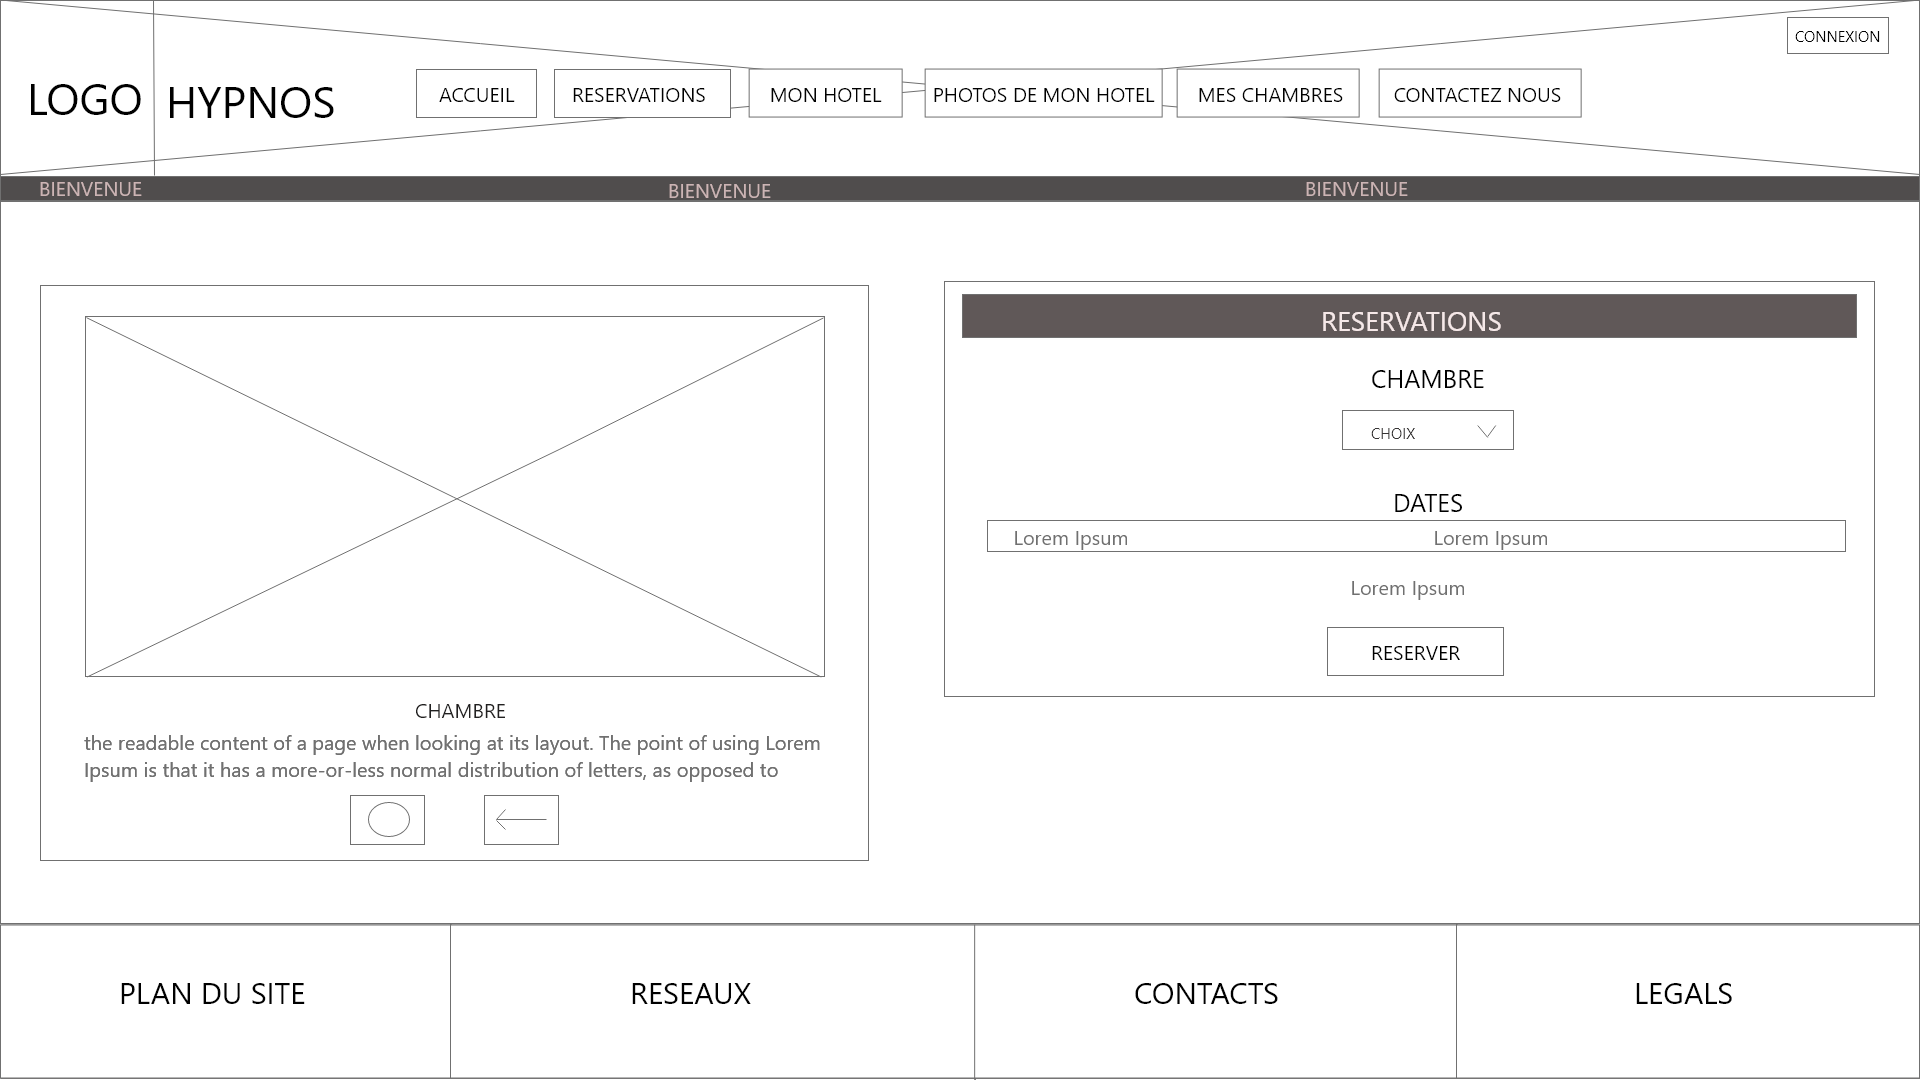 CONNEXION
LOGO
HYPNOS
ACCUEIL
RESERVATIONS
MON HOTEL
PHOTOS DE MON HOTEL
MES CHAMBRES
CONTACTEZ NOUS
BIENVENUE
BIENVENUE
BIENVENUE
CHAMBRE
the readable content of a page when looking at its layout. The point of using Lorem
Ipsum is that it has a more-or-less normal distribution of letters, as opposed to
RESERVATIONS
CHAMBRE
CHOIX
DATES
Lorem Ipsum
Lorem Ipsum
Lorem Ipsum
RESERVER
PLAN DU SITE
RESEAUX
CONTACTS
LEGALS